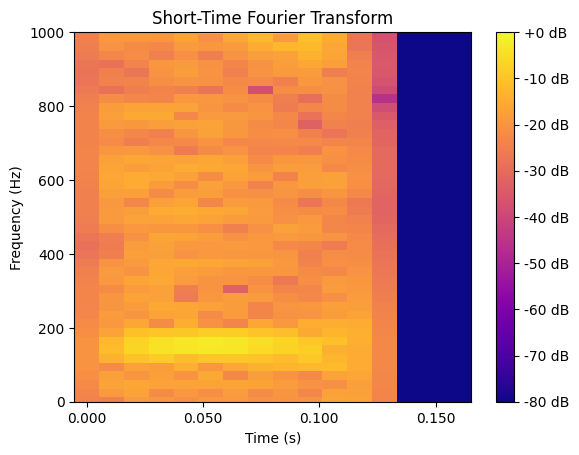 Short-Time Fourier Transform
1000
800
600
400
200
0
Frequency (Hz)
0.000
0.050
0.100
0.150
Time (s)
+0 dB
-10 dB
-20 dB
-30 dB
-40 dB
-50 dB
-60 dB
-70 dB
-80 dB